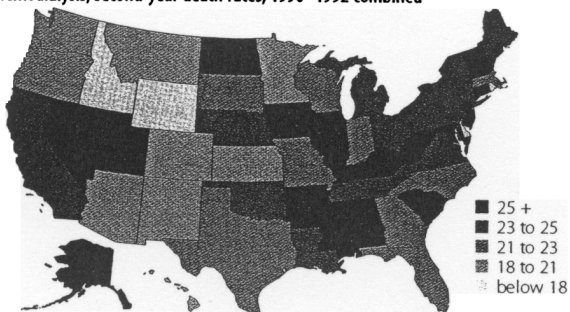 analysis, second year death rates, 1990–1992 combined
25 +
23 to 25
21 to 23
18 to 21
below 18